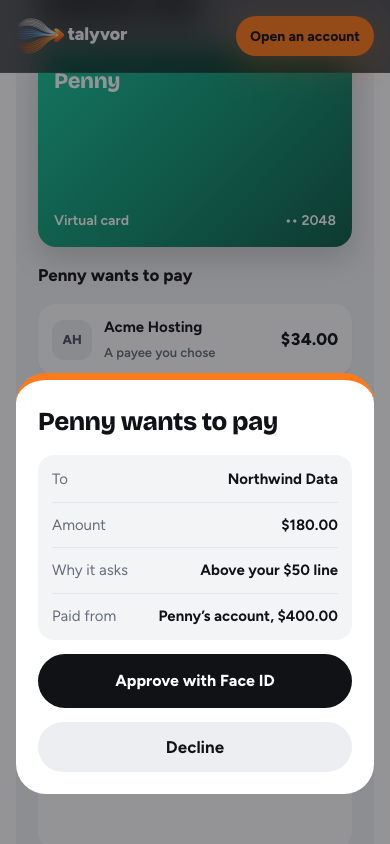 talyvor
Open an account
Penny
Virtual card
•• 2048
Penny wants to pay
AH
Acme Hosting
A payee you chose
$34.00
Penny wants to pay
To
Northwind Data
Amount
$180.00
Why it asks
Above your $50 line
Paid from
Penny’s account, $400.00
Approve with Face ID
Decline